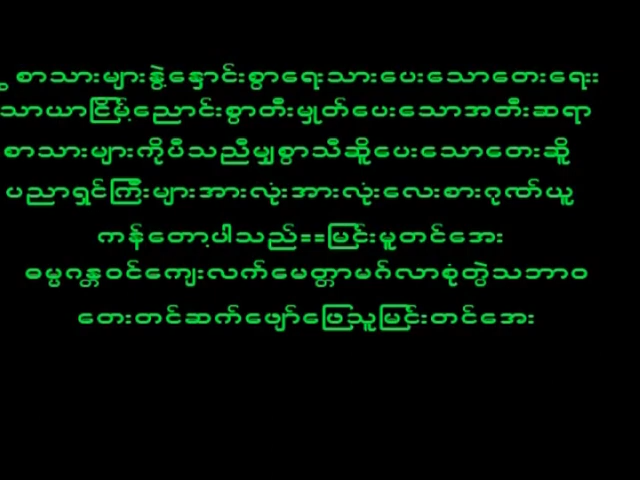 စာသားများနွဲ့နှောင်းစွာရေးသားပေးသောတေးရေး
သာယာငြိမ့်ညောင်းစွာတီးမှုတ်ပေးသောအတီးဆရာ
စာသားများကိုပီသညီမျှစွာသီဆိူပေးသောတေးဆိူ
ပညာရှင်ကြီးများအားလုံးအားလုံးလေးစားဂုဏ်ယူ
ကန်တော့ပါသည်==မြင်းမူတင်အေး
ဓမ္မဂန္တဝင်ကျေးလက်မေတ္တာမဂ်လာစုံတွဲသဘာဝ
တေးတင်ဆက်ဖျော်ဖြေသူမြင်းတင်အေး